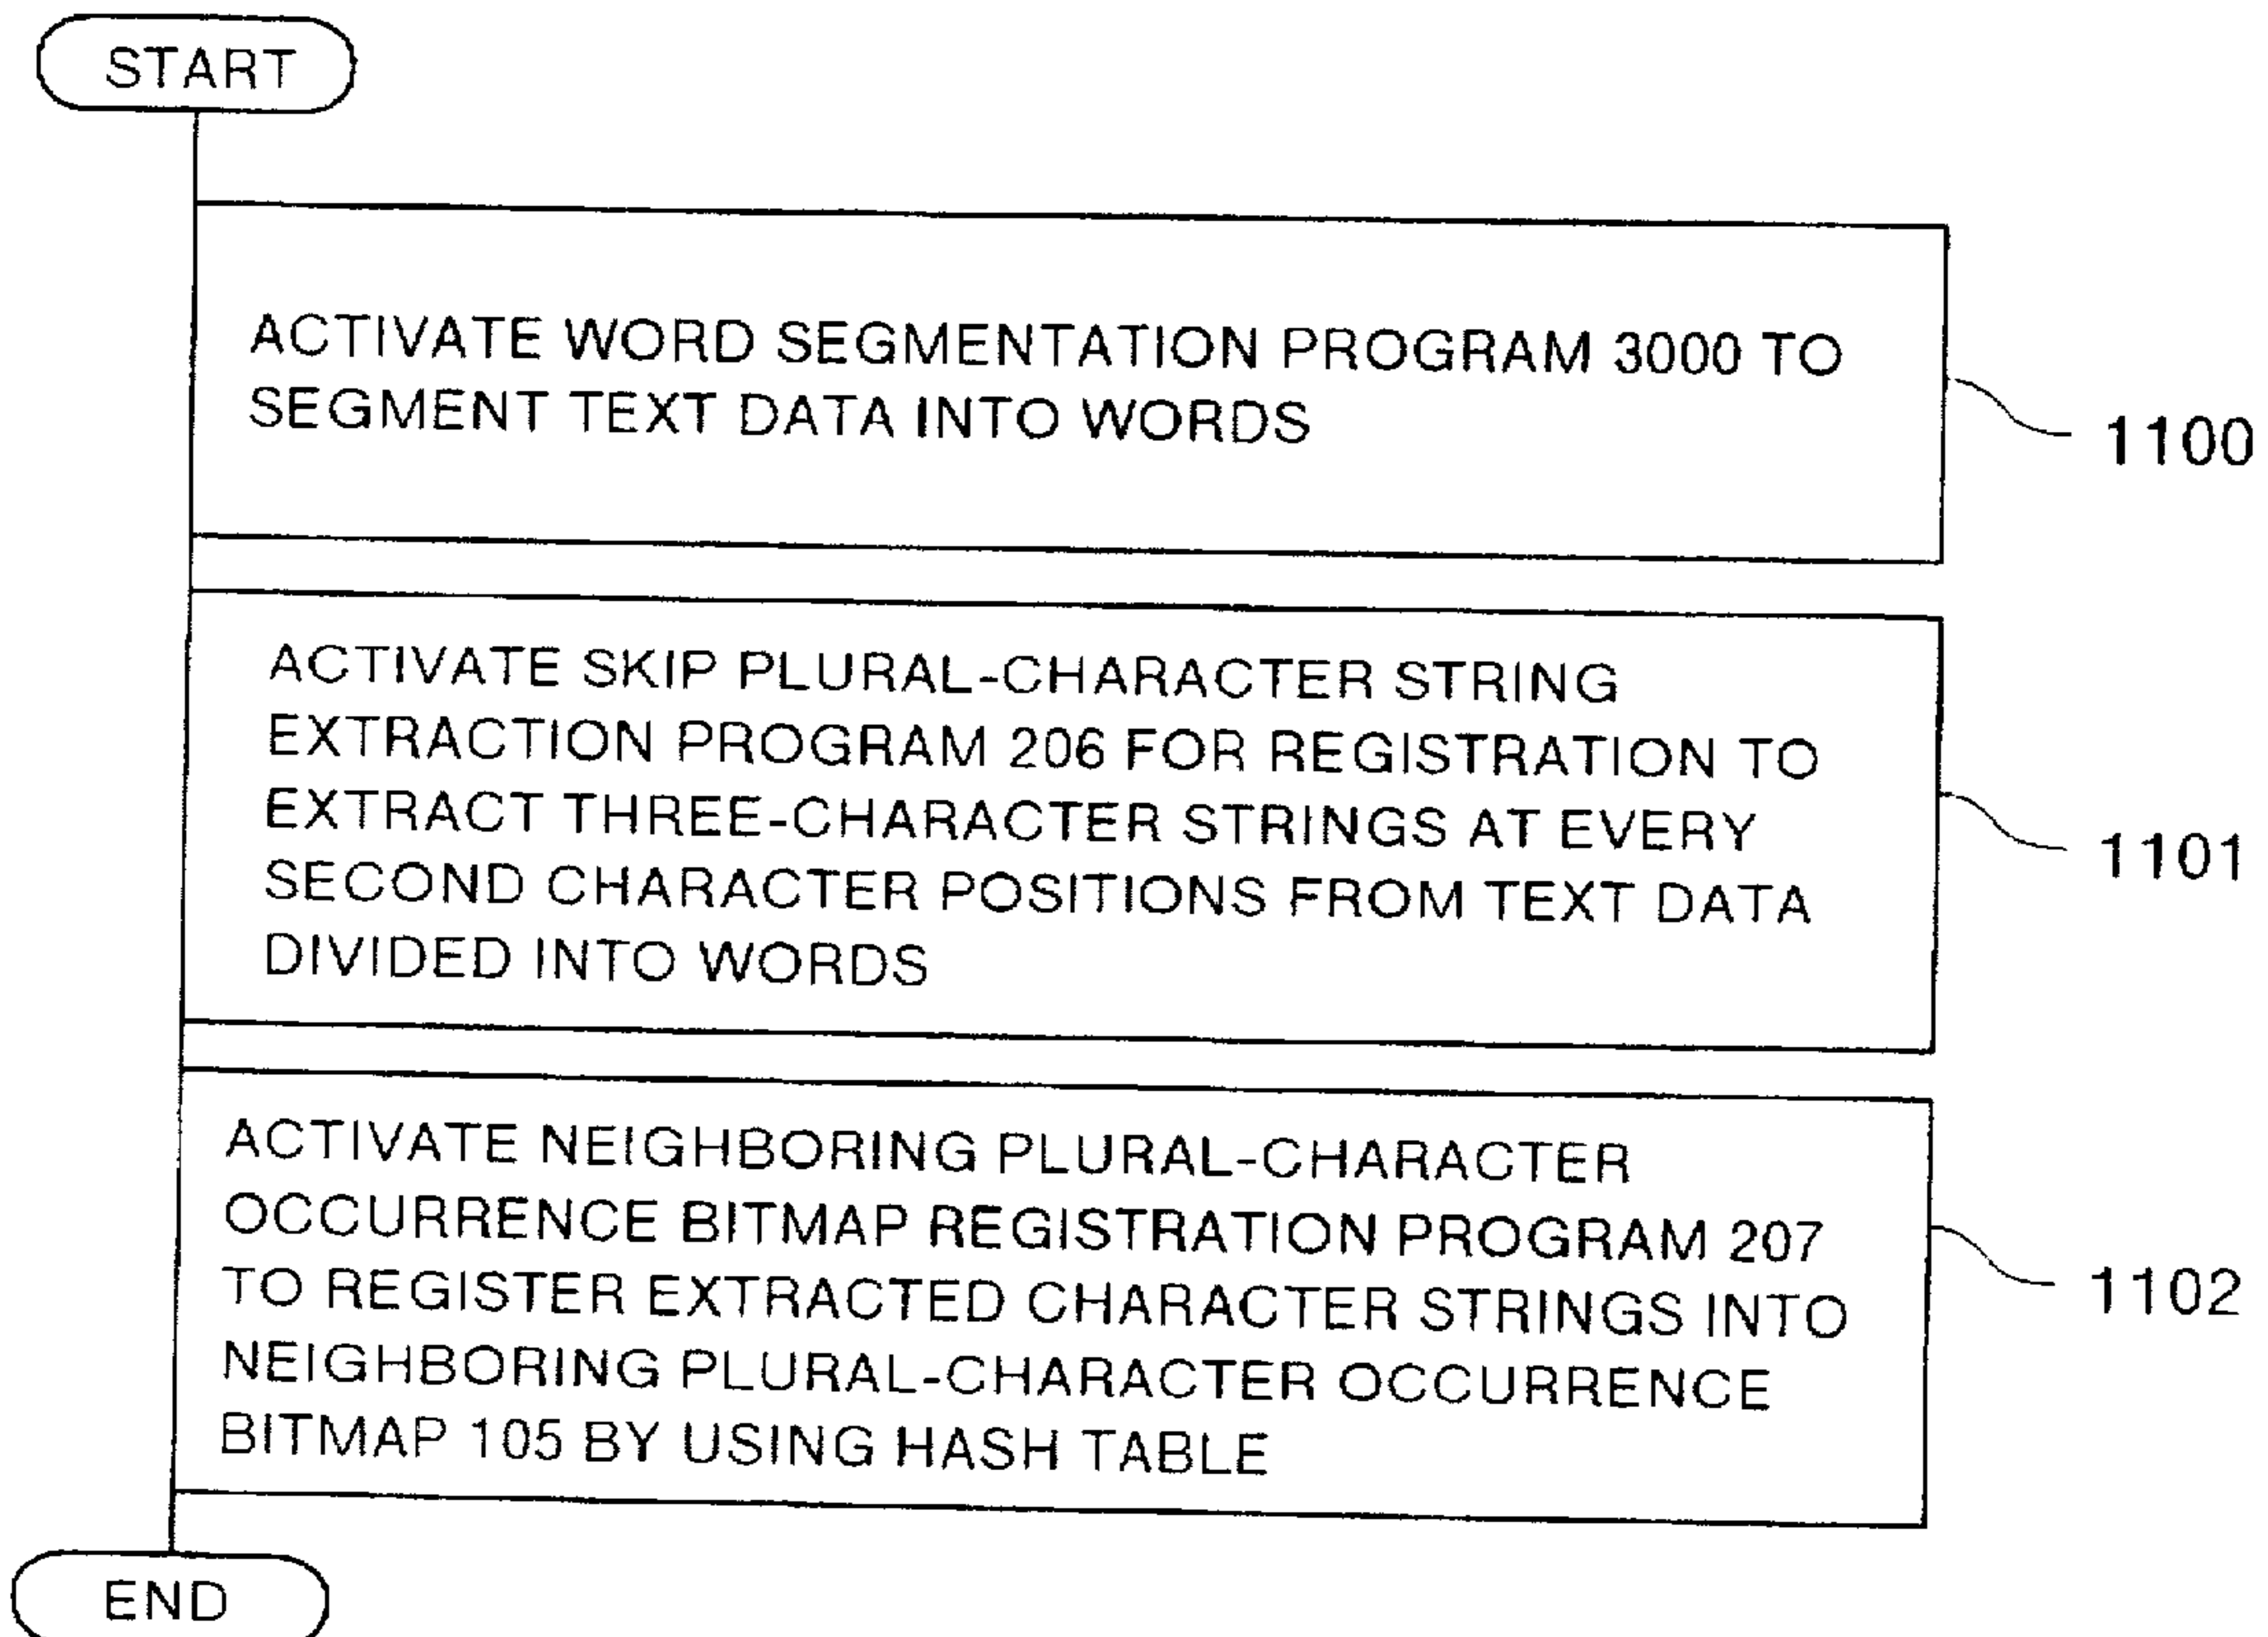 START
ACTIVATE WORD SEGMENTATION PROGRAM 3000 TO
SEGMENT TEXT DATA INTO WORDS
1100
ACTIVATE SKIP PLURAL-CHARACTER STRING
EXTRACTION PROGRAM 206 FOR REGISTRATION TO
EXTRACT THREE-CHARACTER STRINGS AT EVERY
SECOND CHARACTER POSITIONS FROM TEXT DATA
DIVIDED INTO WORDS
1101
ACTIVATE NEIGHBORING PLURAL-CHARACTER
OCCURRENCE BITMAP REGISTRATION PROGRAM 207
TO REGISTER EXTRACTED CHARACTER STRINGS INTO
NEIGHBORING PLURAL-CHARACTER OCCURRENCE
BITMAP 105 BY USING HASH TABLE
1102
END